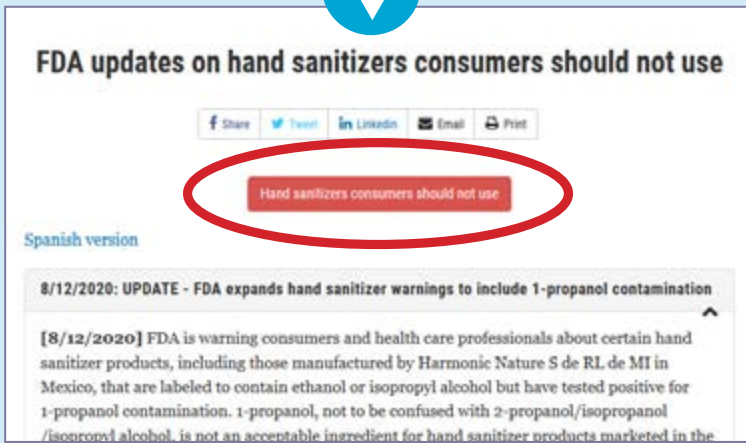 FDA updates on hand sanitizers consumers should not use
Share Tweet Linkedin Email Print
Hand sanitizers consumers should not use
Spanish version
8/12/2020: UPDATE - FDA expands hand sanitizer warnings to include 1-propanol contamination
[8/12/2020] FDA is warning consumers and health care professionals about certain hand
sanitizer products, including those manufactured by Harmonic Nature S de RL de MI in
Mexico, that are labeled to contain ethanol or isopropyl alcohol but have tested positive for
1-propanol contamination. 1-propanol, not to be confused with 2-propanol/isopropanol
/isopropyl alcohol, is not an acceptable ingredient for hand sanitizer products marketed in the